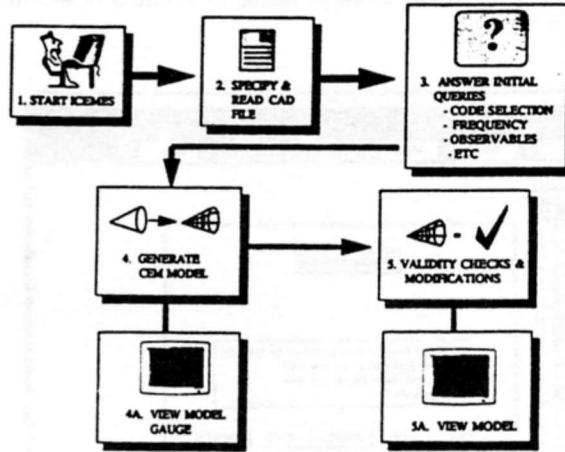 1. START ICEMES
2. SPECIFY &
READ CAD
FILE
?
3. ANSWER INITIAL
QUERIES
- CODE SELECTION
- FREQUENCY
- OBSERVABLES
- ETC
4. GENERATE
CEM MODEL
5. VALIDITY CHECKS &
MODIFICATIONS
4A. VIEW MODEL
GAUGE
5A. VIEW MODEL